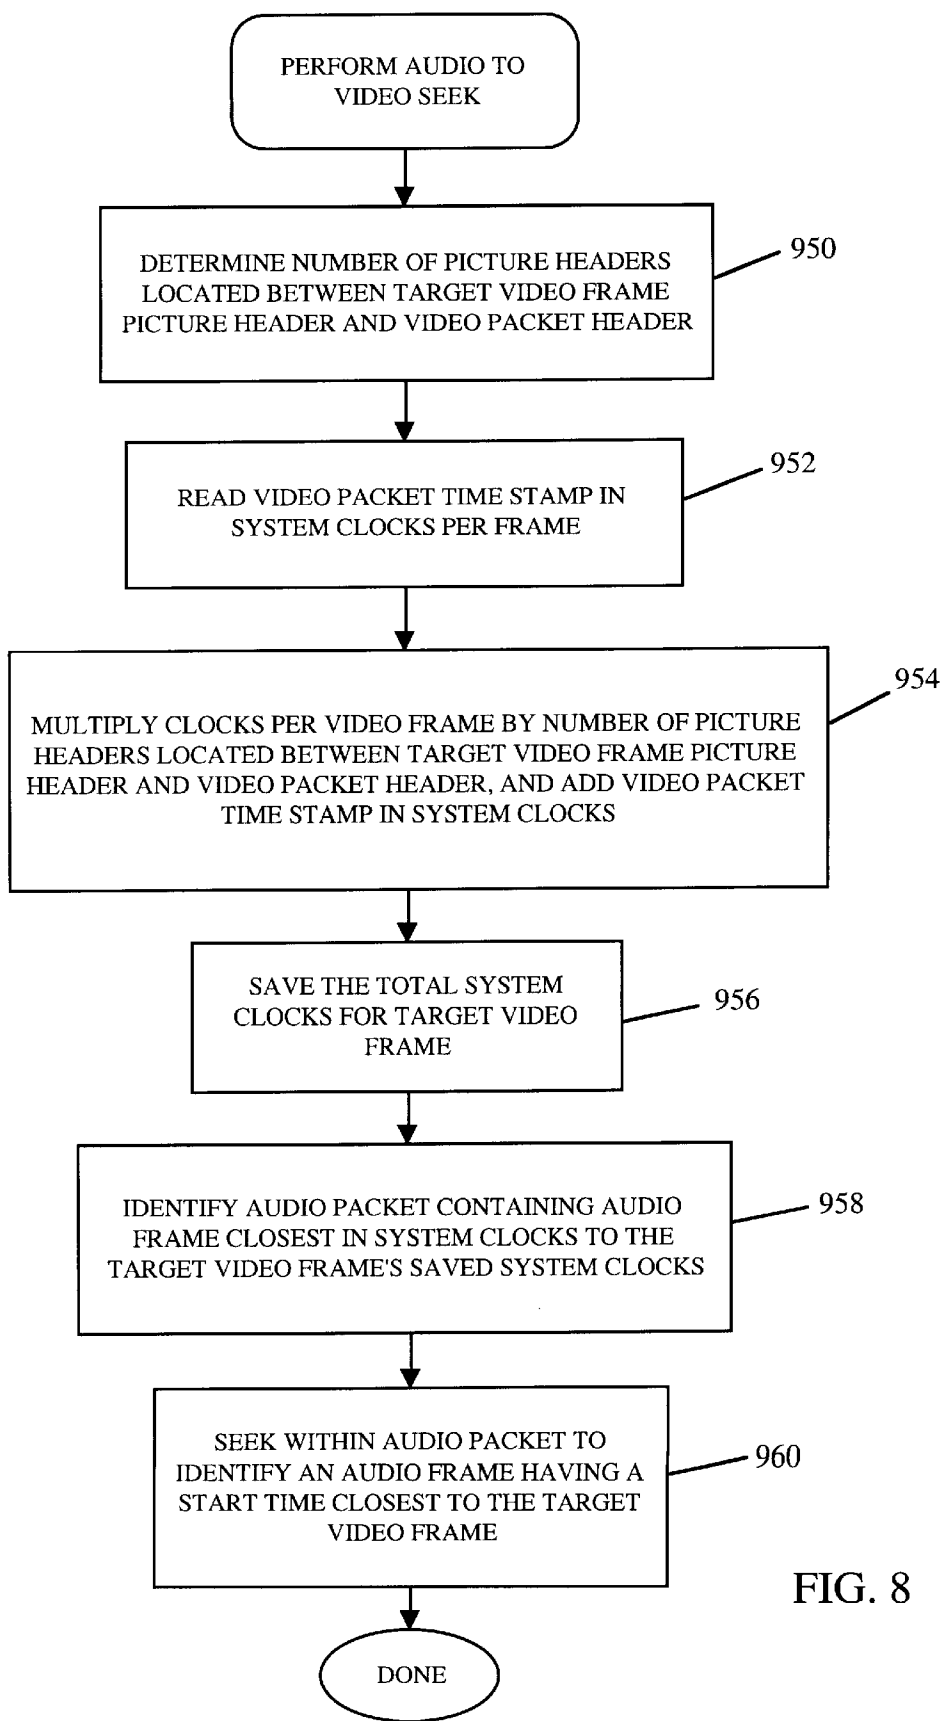 PERFORM AUDIO TO
VIDEO SEEK
DETERMINE NUMBER OF PICTURE HEADERS
LOCATED BETWEEN TARGET VIDEO FRAME
PICTURE HEADER AND VIDEO PACKET HEADER
950
READ VIDEO PACKET TIME STAMP IN
SYSTEM CLOCKS PER FRAME
952
MULTIPLY CLOCKS PER VIDEO FRAME BY NUMBER OF PICTURE
HEADERS LOCATED BETWEEN TARGET VIDEO FRAME PICTURE
HEADER AND VIDEO PACKET HEADER, AND ADD VIDEO PACKET
TIME STAMP IN SYSTEM CLOCKS
954
SAVE THE TOTAL SYSTEM
CLOCKS FOR TARGET VIDEO
FRAME
956
IDENTIFY AUDIO PACKET CONTAINING AUDIO
FRAME CLOSEST IN SYSTEM CLOCKS TO THE
TARGET VIDEO FRAME'S SAVED SYSTEM CLOCKS
958
SEEK WITHIN AUDIO PACKET TO
IDENTIFY AN AUDIO FRAME HAVING A
START TIME CLOSEST TO THE TARGET
VIDEO FRAME
960
FIG. 8
DONE